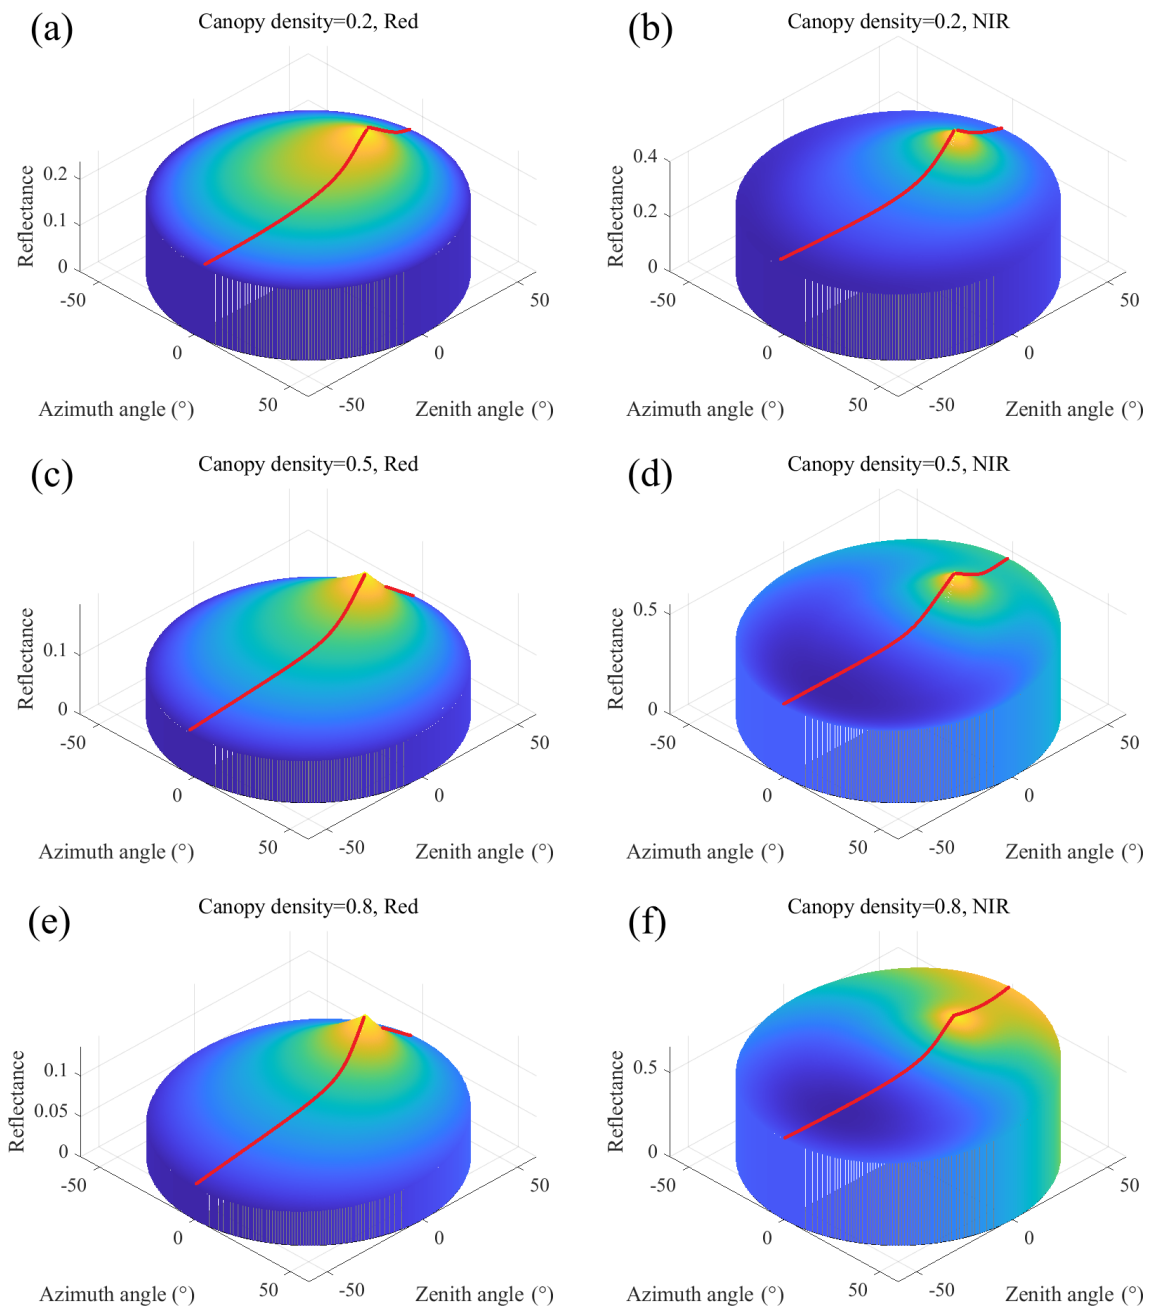 (a)
Canopy density=0.2, Red
Reflectance
0.2
0.1
0
-50
0
50
Azimuth angle (°)
-50
0
50
Zenith angle (°)
(b)
Canopy density=0.2, NIR
Reflectance
0.4
0.2
0
-50
0
50
Azimuth angle (°)
-50
0
50
Zenith angle (°)
(c)
Canopy density=0.5, Red
Reflectance
0.1
0
-50
0
50
Azimuth angle (°)
-50
0
50
Zenith angle (°)
(d)
Canopy density=0.5, NIR
Reflectance
0.5
0
-50
0
50
Azimuth angle (°)
-50
0
50
Zenith angle (°)
(e)
Canopy density=0.8, Red
Reflectance
0.1
0.05
0
-50
0
50
Azimuth angle (°)
-50
0
50
Zenith angle (°)
(f)
Canopy density=0.8, NIR
Reflectance
0.5
0
-50
0
50
Azimuth angle (°)
-50
0
50
Zenith angle (°)